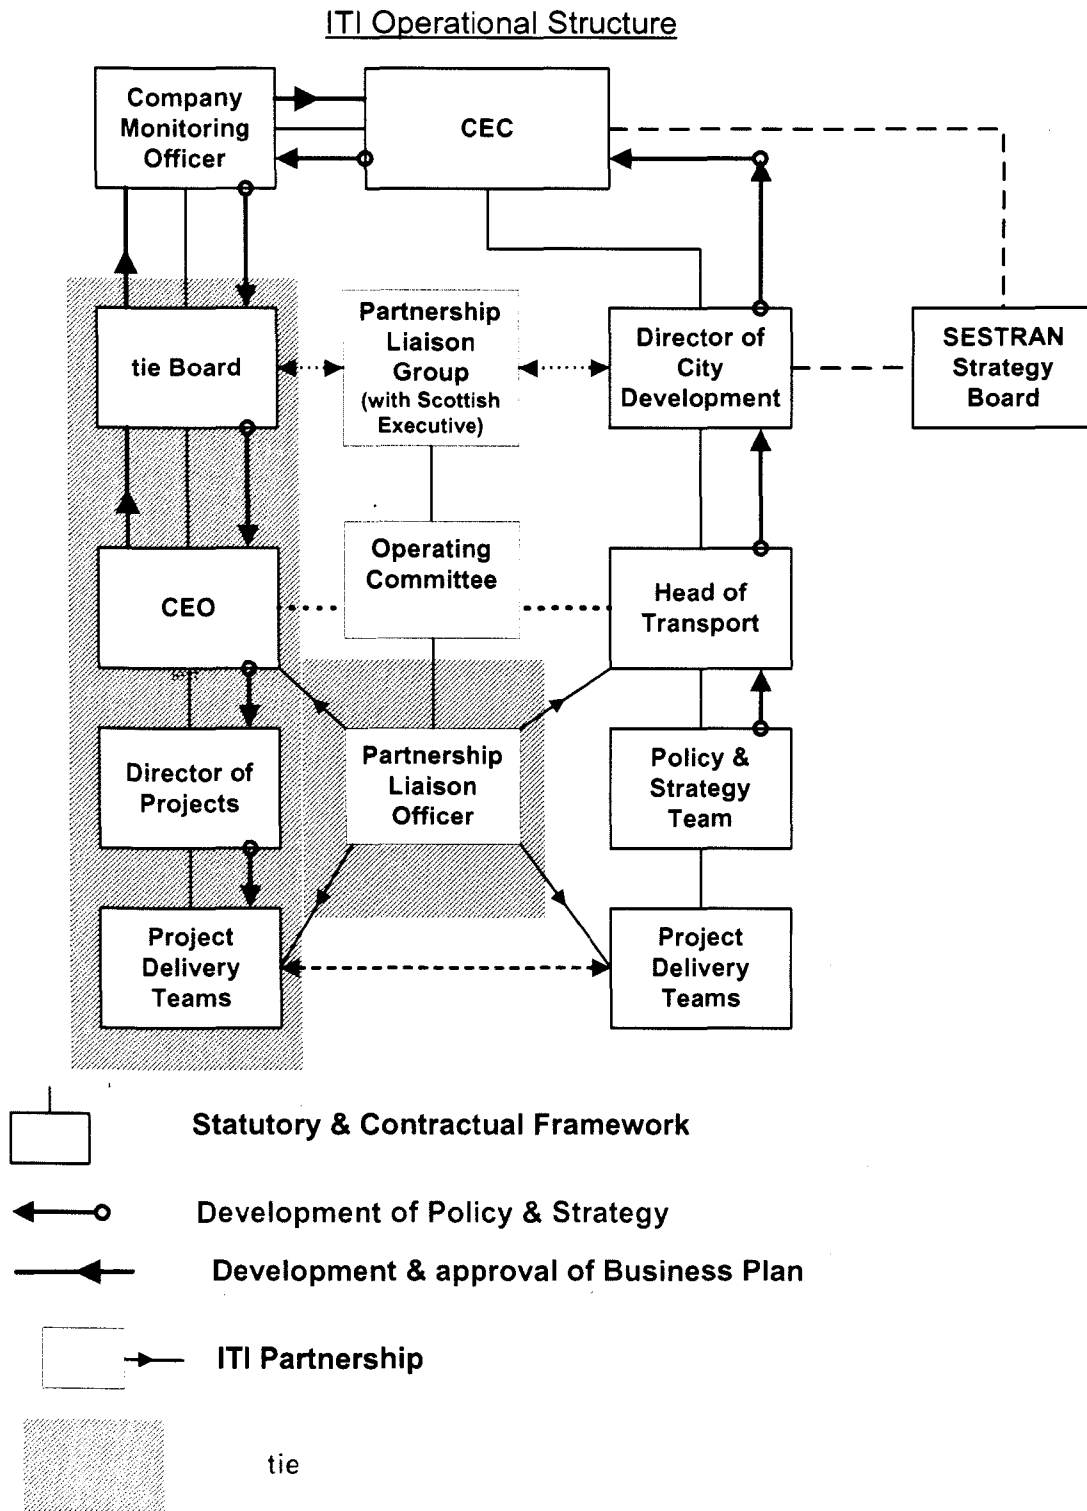 ITI Operational Structure
Company
Monitoring
Officer
CEC
tie Board
Partnership
Liaison
Group
(with Scottish
Executive)
Director of
City
Development
SESTRAN
Strategy
Board
CEO
Operating
Committee
Head of
Transport
Director of
Projects
Partnership
Liaison
Officer
Policy &
Strategy
Team
Project
Delivery
Teams
Project
Delivery
Teams
Statutory & Contractual Framework
Development of Policy & Strategy
Development & approval of Business Plan
ITI Partnership
tie